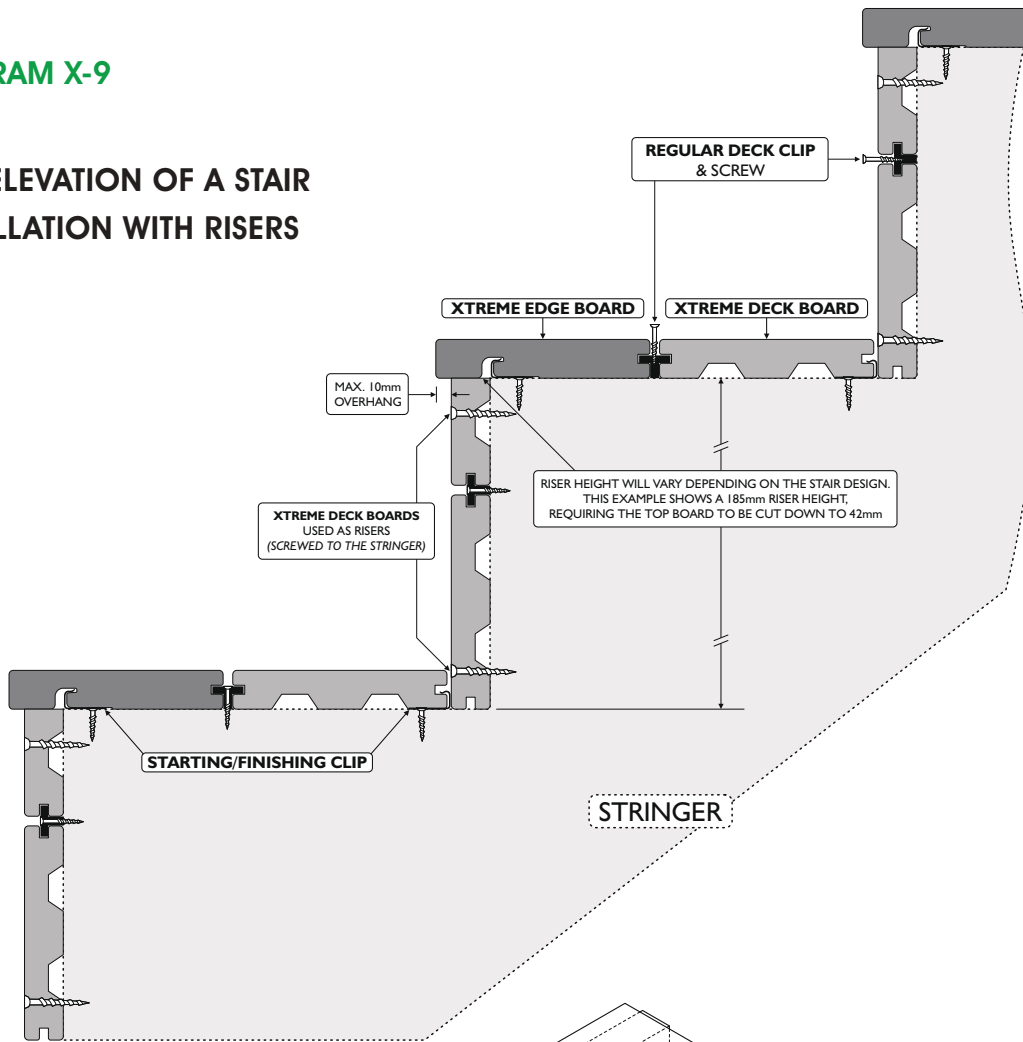 RAM X-9
ELEVATION OF A STAIR
LLATION WITH RISERS
REGULAR DECK CLIP
& SCREW
XTREME EDGE BOARD
XTREME DECK BOARD
MAX. 10mm
OVERHANG
RISER HEIGHT WILL VARY DEPENDING ON THE STAIR DESIGN.
THIS EXAMPLE SHOWS A 185mm RISER HEIGHT,
REQUIRING THE TOP BOARD TO BE CUT DOWN TO 42mm
XTREME DECK BOARDS
USED AS RISERS
(SCREWED TO THE STRINGER)
STARTING/FINISHING CLIP
STRINGER